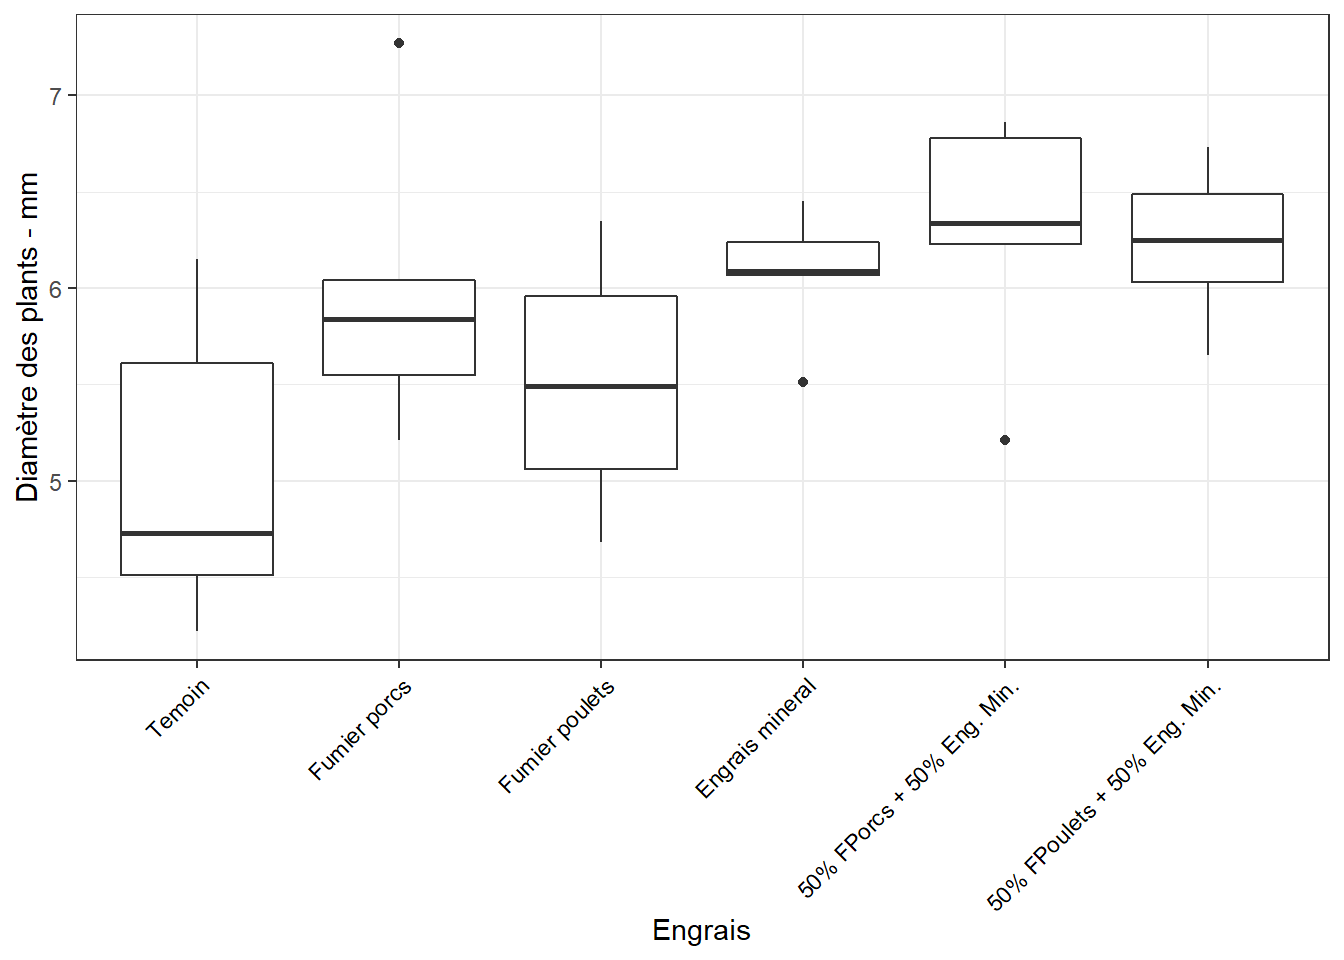 Diamètre des plants - mm
7
6
5
Temoin
Fumier porcs
Fumier poulets
Engrais mineral
50% FPorcs + 50% Eng. Min.
50% FPoulets + 50% Eng. Min.
Engrais